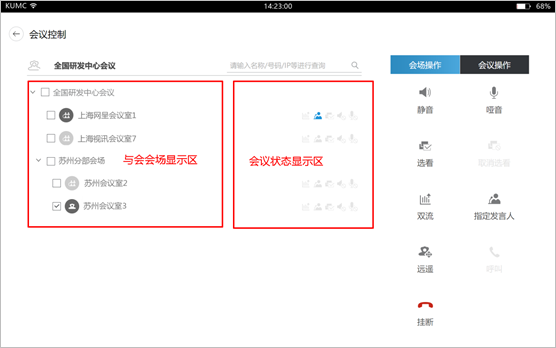 KUMC 14:23:00 68%
会议控制
全国研发中心会议 请输入名称/号码/IP等进行查询 会场操作 会议操作
全国研发中心会议
上海网呈会议室1
上海视讯会议室7
苏州分部会场 与会会场显示区 会议状态显示区
苏州会议室2
苏州会议室3
静音 哑音
选看 取消选看
双流 指定发言人
远遥 呼叫
挂断